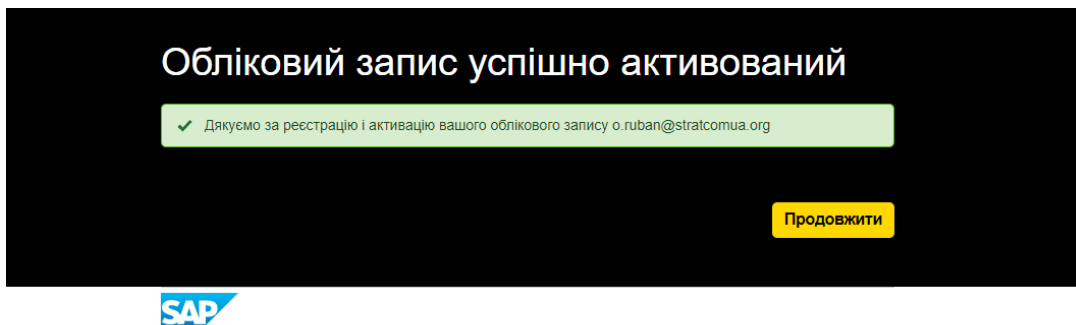 Обліковий запис успішно активований
Дякуємо за реєстрацію і активацію вашого облікового запису o.ruban@stratcomua.org
Продовжити
SAP